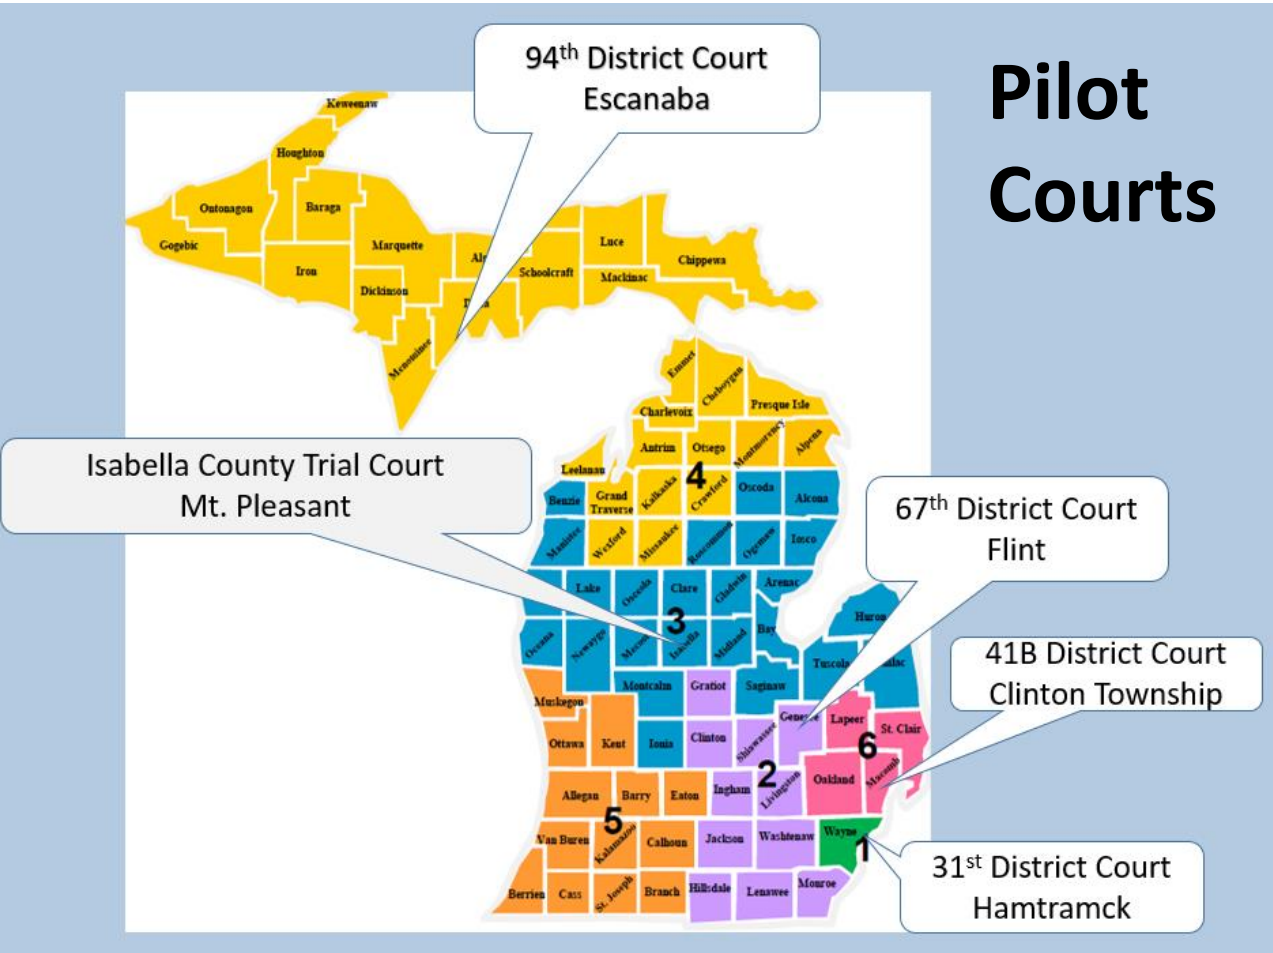 94th District Court
Escanaba
Pilot
Courts
Keweenaw
Houghton
Ontonagon
Baraga
Gogebic
Marquette
Iron
Dickinson
Menominee
Schoolcraft
Luce
Mackinac
Chippewa
Emmet
Cheboygan
Presque Isle
Charlevoix
Antrim
Otsego
Montmorency
Alpena
Leelanau
4
Isabella County Trial Court
Mt. Pleasant
Benzie
Grand
Traverse
Kalkaska
Crawford
Oscoda
Alcona
67th District Court
Flint
Manistee
Wexford
Missaukee
Roscommon
Ogemaw
Iosco
Lake
Osceola
Clare
Gladwin
Arenac
3
Huron
Oceana
Newaygo
Isabella
Midland
Bay
Tuscola
41B District Court
Clinton Township
Montcalm
Gratiot
Saginaw
Muskegon
Lapeer
St. Clair
6
Ottawa
Kent
Ionia
Clinton
Shiawassee
2
Oakland
Macomb
Allegan
Barry
Eaton
Ingham
Livingston
5
Van Buren
Kalamazoo
Calhoun
Jackson
Washtenaw
Wayne
1
31st District Court
Hamtramck
Berrien
Cass
St. Joseph
Branch
Hillsdale
Lenawee
Monroe